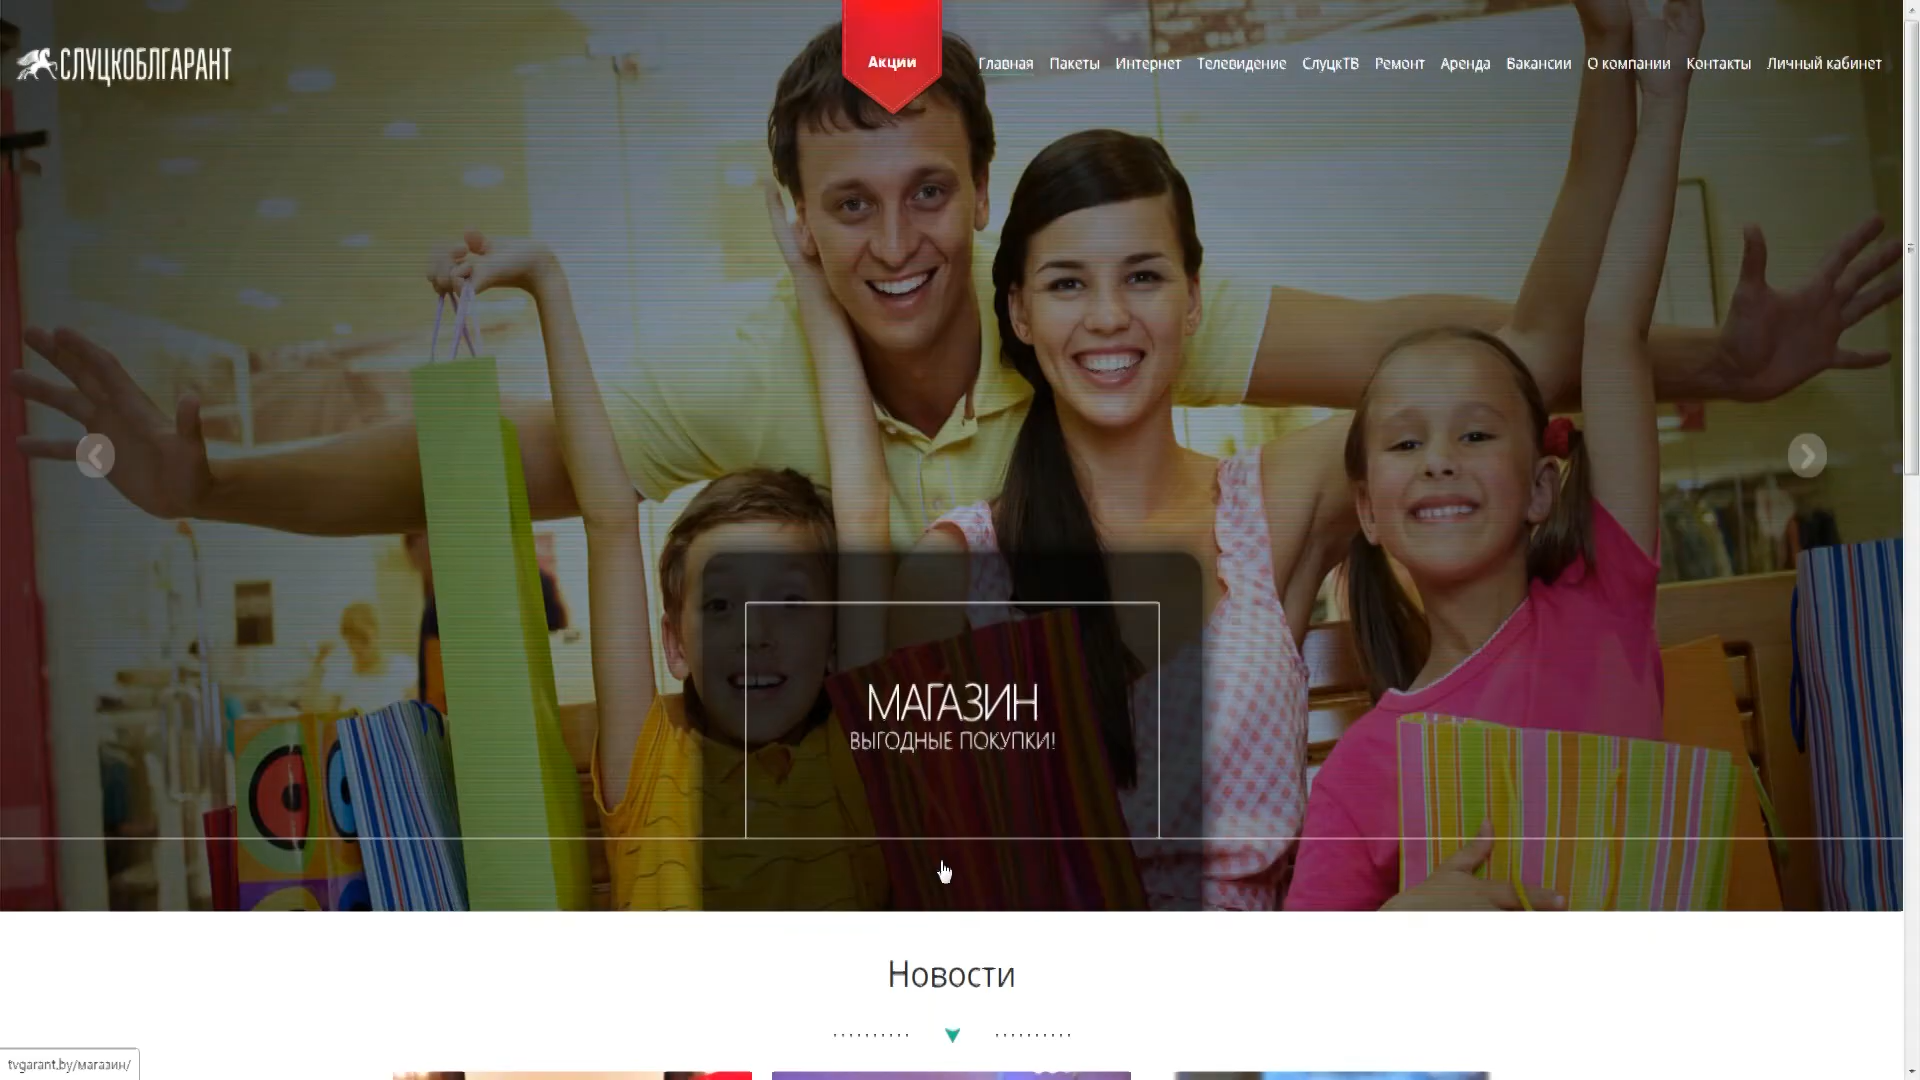 СЛУЦКОБЛГАРАНТ
Акции
Главная Пакеты Интернет Телевидение СлуцкТВ Ремонт Аренда Вакансии О компании Контакты Личный кабинет
МАГАЗИН
ВЫГОДНЫЕ ПОКУПКИ!
Новости
tvgarant.by/магазин/